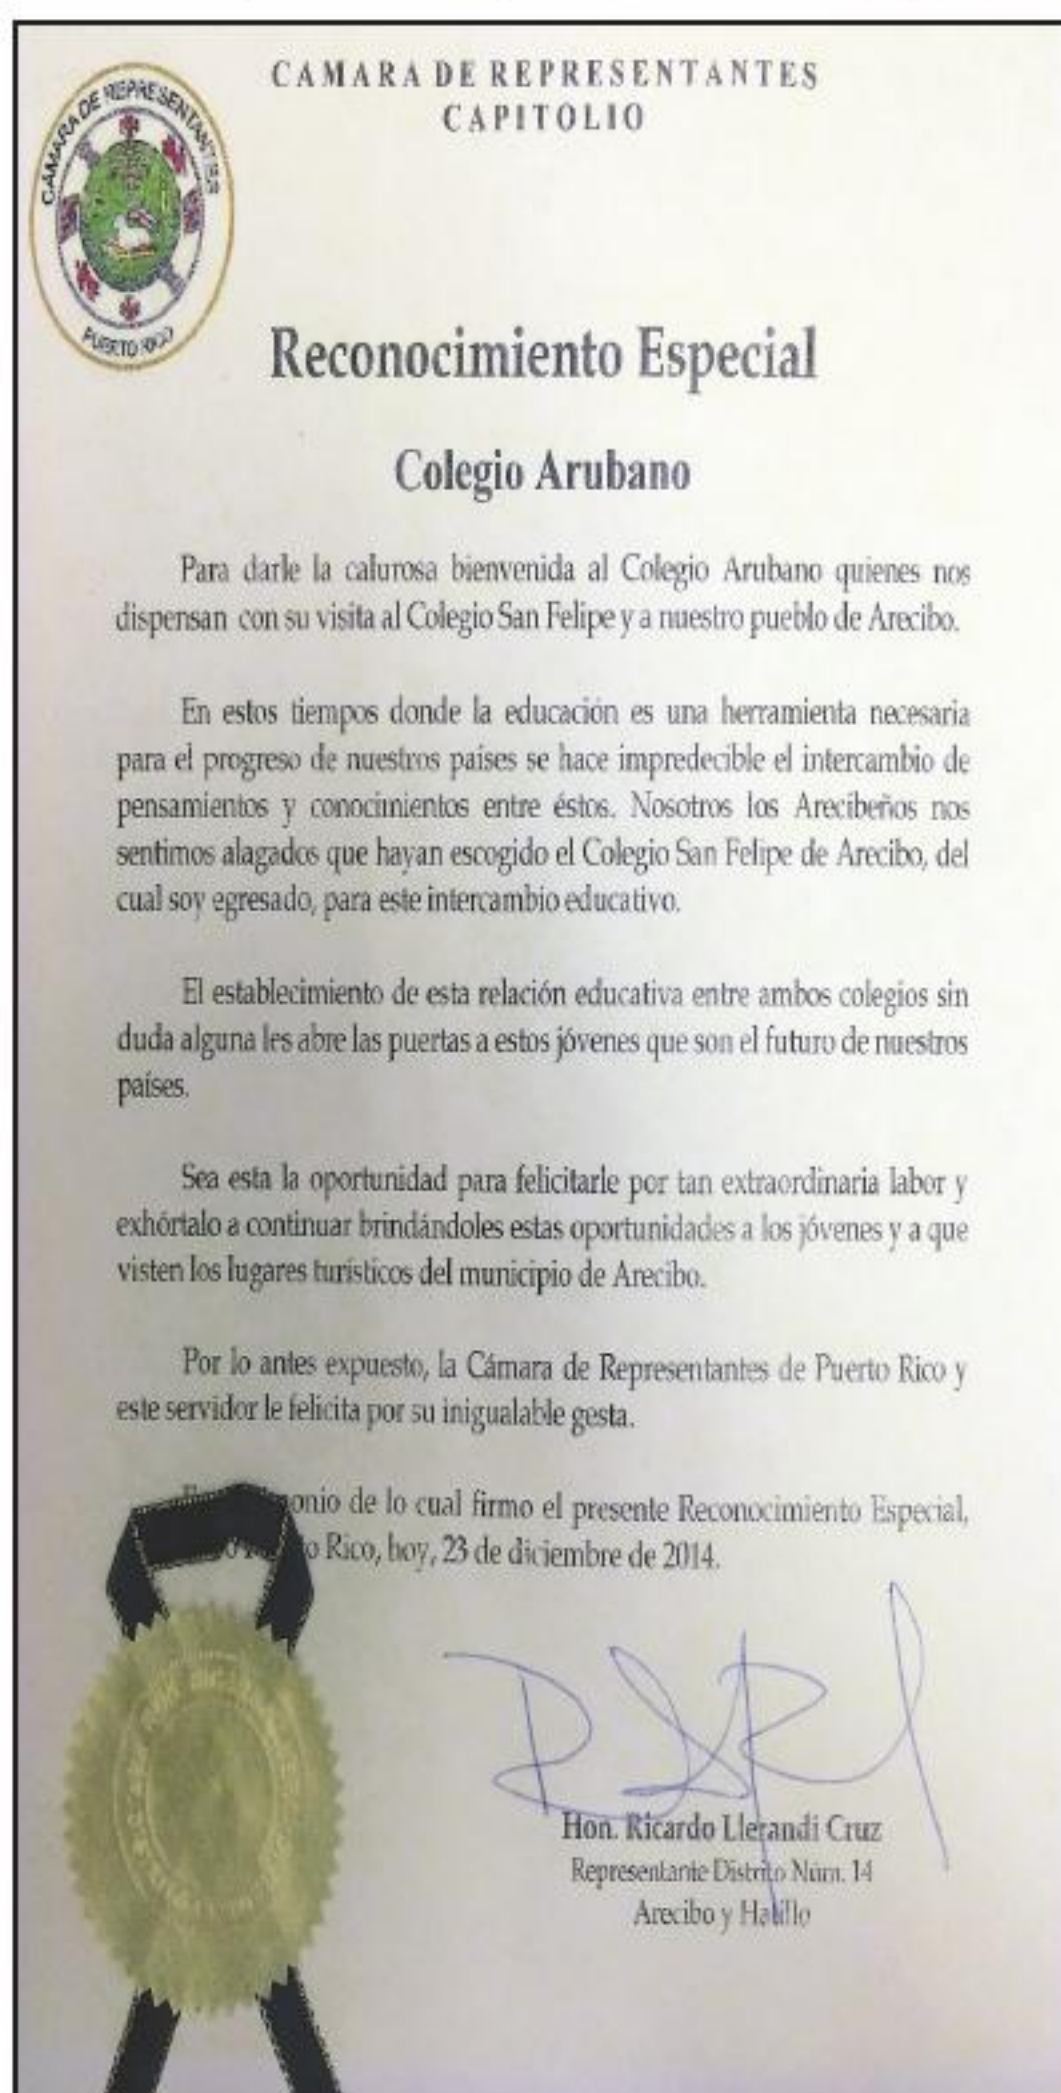 CAMARA DE REPRESENTANTES
CAPITOLIO
CÁMARA DE REPRESENTANTES
PUERTO RICO
Reconocimiento Especial
Colegio Arubano
Para darle la calurosa bienvenida al Colegio Arubano quienes nos
dispensan con su visita al Colegio San Felipe y a nuestro pueblo de Arecibo.
En estos tiempos donde la educación es una herramienta necesaria
para el progreso de nuestros países se hace impredecible el intercambio de
pensamientos y conocimientos entre éstos. Nosotros los Arecibeños nos
sentimos alagados que hayan escogido el Colegio San Felipe de Arecibo, del
cual soy egresado, para este intercambio educativo.
El establecimiento de esta relación educativa entre ambos colegios sin
duda alguna les abre las puertas a estos jóvenes que son el futuro de nuestros
países.
Sea esta la oportunidad para felicitarle por tan extraordinaria labor y
exhórtalo a continuar brindándoles estas oportunidades a los jóvenes y a que
visten los lugares turísticos del municipio de Arecibo.
Por lo antes expuesto, la Cámara de Representantes de Puerto Rico y
este servidor le felicita por su inigualable gesta.
de lo cual firmo el presente Reconocimiento Especial,
Rico, hoy, 23 de diciembre de 2014.
Hon. Ricardo Llerandi Cruz
Representante Distrito Núm. 14
Arecibo y Hatillo